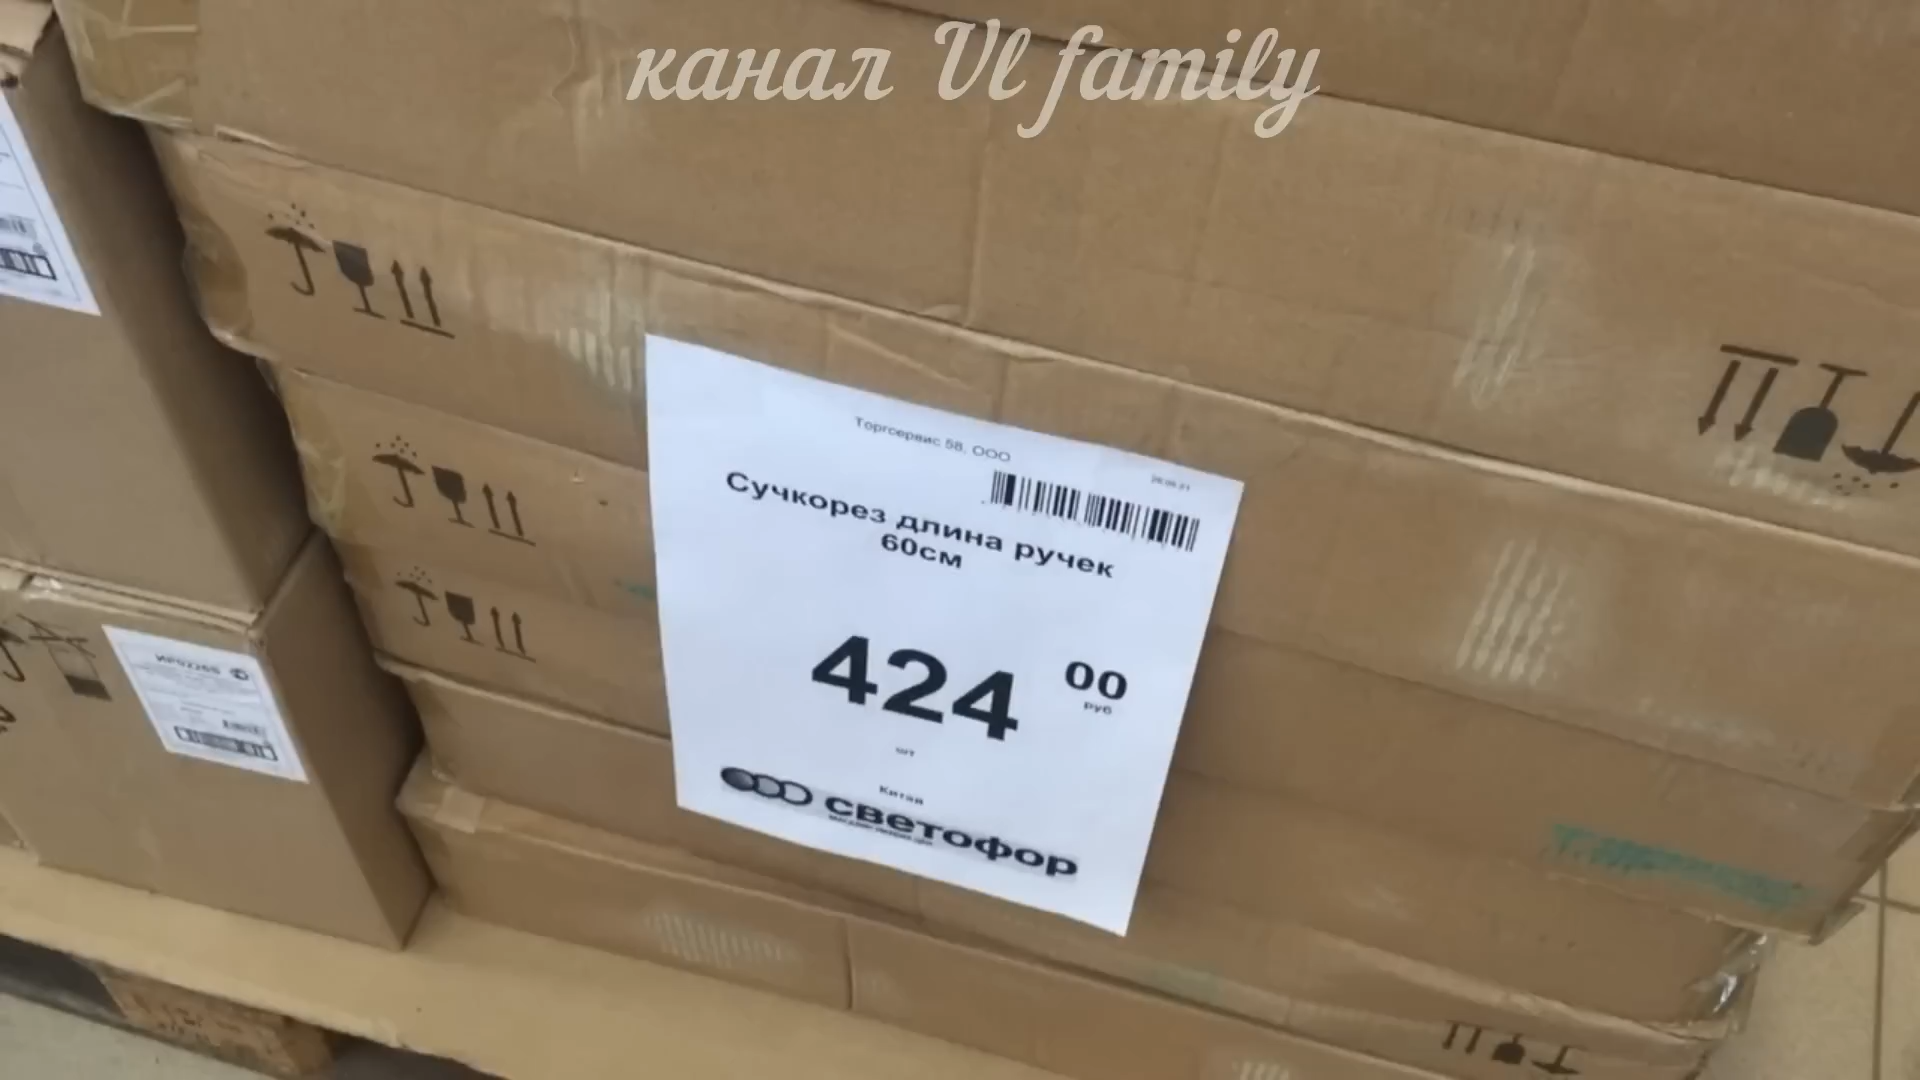 канал Vl family
Торгсервис 58, ООО
Сучкорез длина ручек
60см
424 00
руб
шт
Китай
светофор